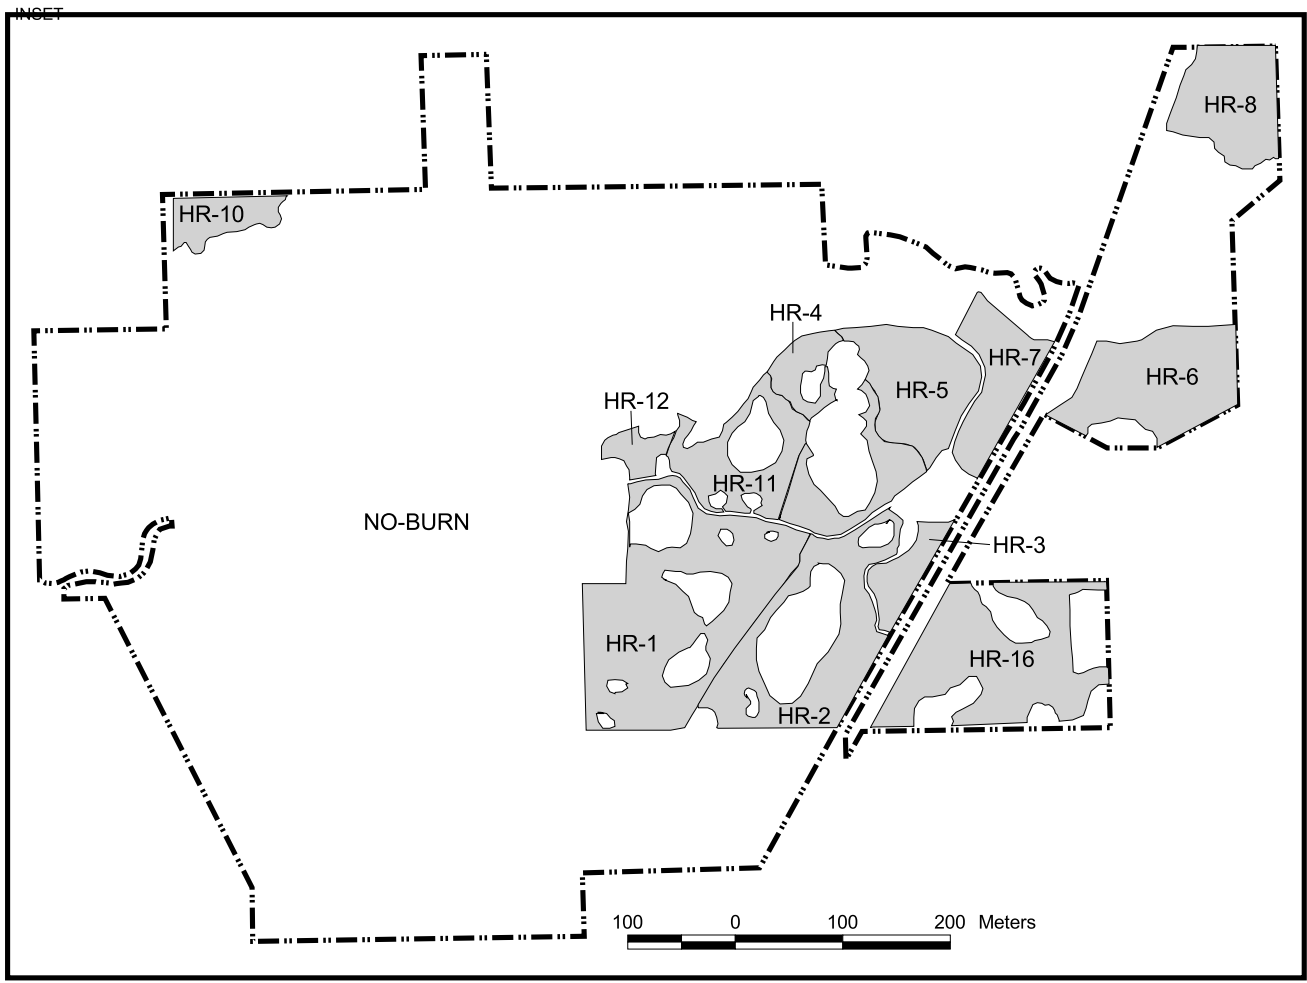 INSET
HR-8
HR-10
HR-4
HR-7
HR-6
HR-5
HR-12
HR-11
NO-BURN
HR-3
HR-1
HR-16
HR-2
100 0 100 200 Meters